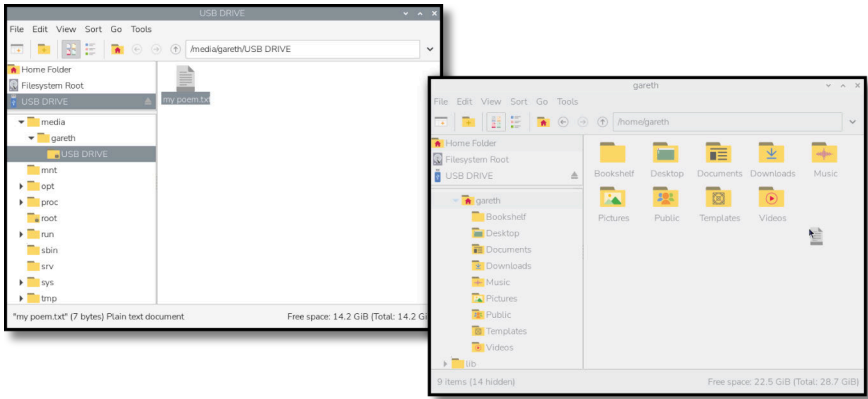 USB DRIVE
File Edit View Sort Go Tools
/media/gareth/USB DRIVE
Home Folder
Filesystem Root
USB DRIVE
media
gareth
USB DRIVE
mnt
opt
proc
root
run
sbin
srv
sys
tmp
my poem.txt
"my poem.txt" (7 bytes) Plain text document
Free space: 14.2 GiB (Total: 14.2 Gi
gareth
File Edit View Sort Go Tools
/home/gareth
Home Folder
Filesystem Root
USB DRIVE
gareth
Bookshelf
Desktop
Documents
Downloads
Music
Pictures
Public
Templates
Videos
lib
Bookshelf Desktop Documents Downloads Music
Pictures Public Templates Videos
9 items (14 hidden)
Free space: 22.5 GiB (Total: 28.7 GiB)